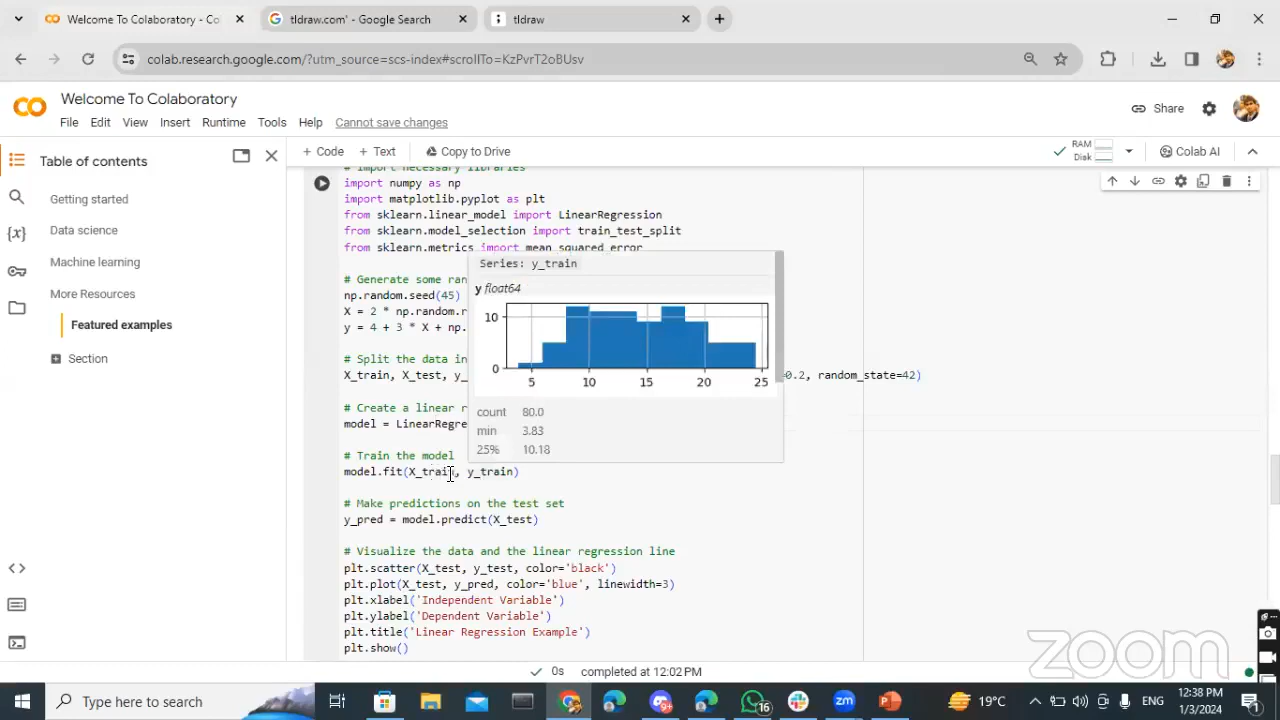 Welcome To Colaboratory - Co
tldraw.com' - Google Search
tldraw
colab.research.google.com/?utm_source=scs-index#scrollTo=KzPvrT2oBUsv
Welcome To Colaboratory
File Edit View Insert Runtime Tools Help Cannot save changes
Share
Table of contents
+ Code + Text Copy to Drive
RAM
Disk
Colab AI
Getting started
Data science
Machine learning
More Resources
Featured examples
Section
# Import necessary libraries
import numpy as np
import matplotlib.pyplot as plt
from sklearn.linear_model import LinearRegression
from sklearn.model_selection import train_test_split
from sklearn.metrics import mean_squared_error
Series: y_train
y float64
10
0
5 10 15 20 25
count 80.0
min 3.83
25% 10.18
# Generate some ran
np.random.seed(45)
X = 2 * np.random.r
y = 4 + 3 * X + np.
# Split the data in
X_train, X_test, y_ =0.2, random_state=42)
# Create a linear r
model = LinearRegre
# Train the model
model.fit(X_train, y_train)
# Make predictions on the test set
y_pred = model.predict(X_test)
# Visualize the data and the linear regression line
plt.scatter(X_test, y_test, color='black')
plt.plot(X_test, y_pred, color='blue', linewidth=3)
plt.xlabel('Independent Variable')
plt.ylabel('Dependent Variable')
plt.title('Linear Regression Example')
plt.show()
zoom
0s completed at 12:02 PM
Type here to search
9+
16
zm
19°C
ENG
12:38 PM
1/3/2024
1